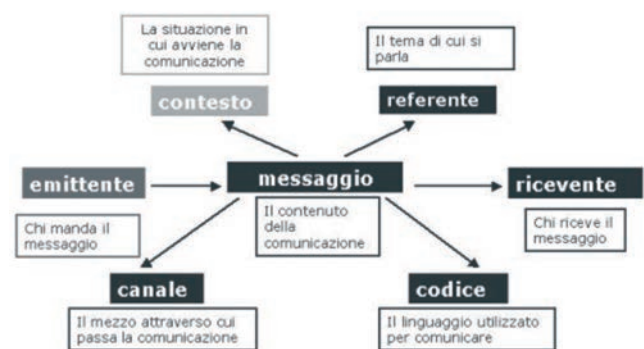 La situazione in
cui avviene la
comunicazione
contesto
Il tema di cui si
parla
referente
emittente
Chi manda il
messaggio
messaggio
Il contenuto
della
comunicazione
ricevente
Chi riceve il
messaggio
canale
Il mezzo attraverso cui
passa la comunicazione
codice
Il linguaggio utilizzato
per comunicare